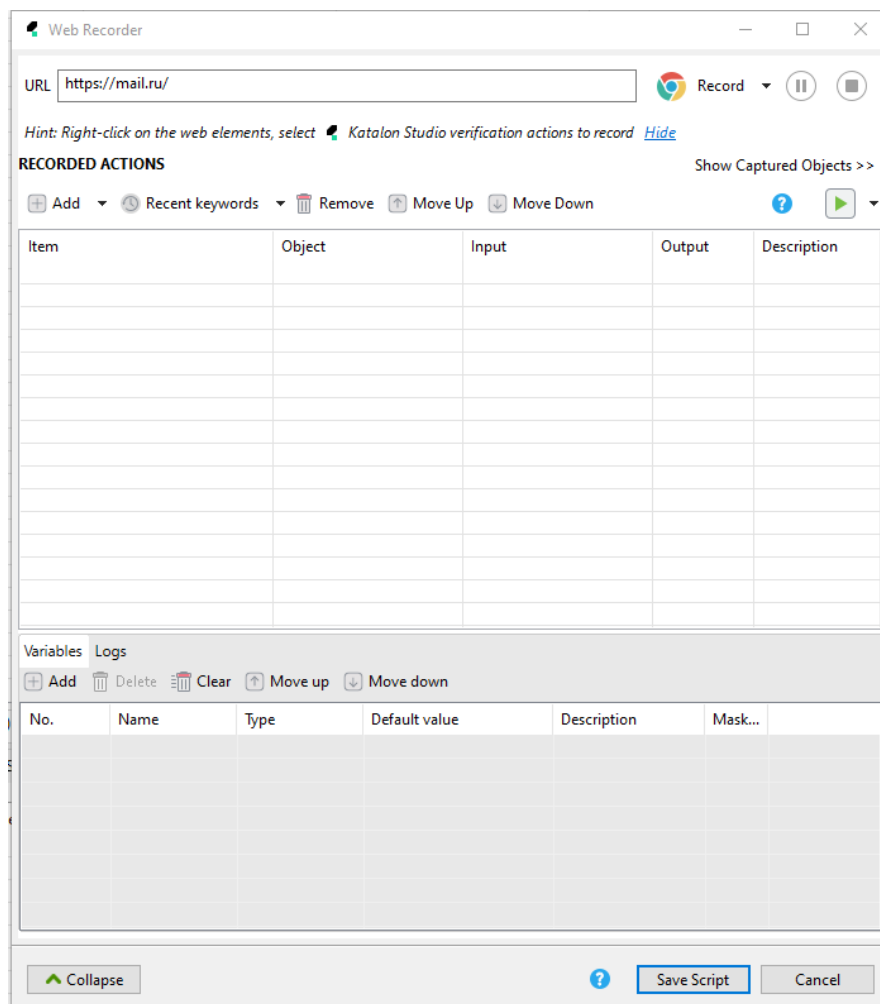 Web Recorder
URL https://mail.ru/ Record
Hint: Right-click on the web elements, select Katalon Studio verification actions to record Hide
RECORDED ACTIONS
Show Captured Objects >>
Add Recent keywords Remove Move Up Move Down
Item Object Input Output Description
Variables Logs
Add Delete Clear Move up Move down
No. Name Type Default value Description Mask...
Collapse Save Script Cancel